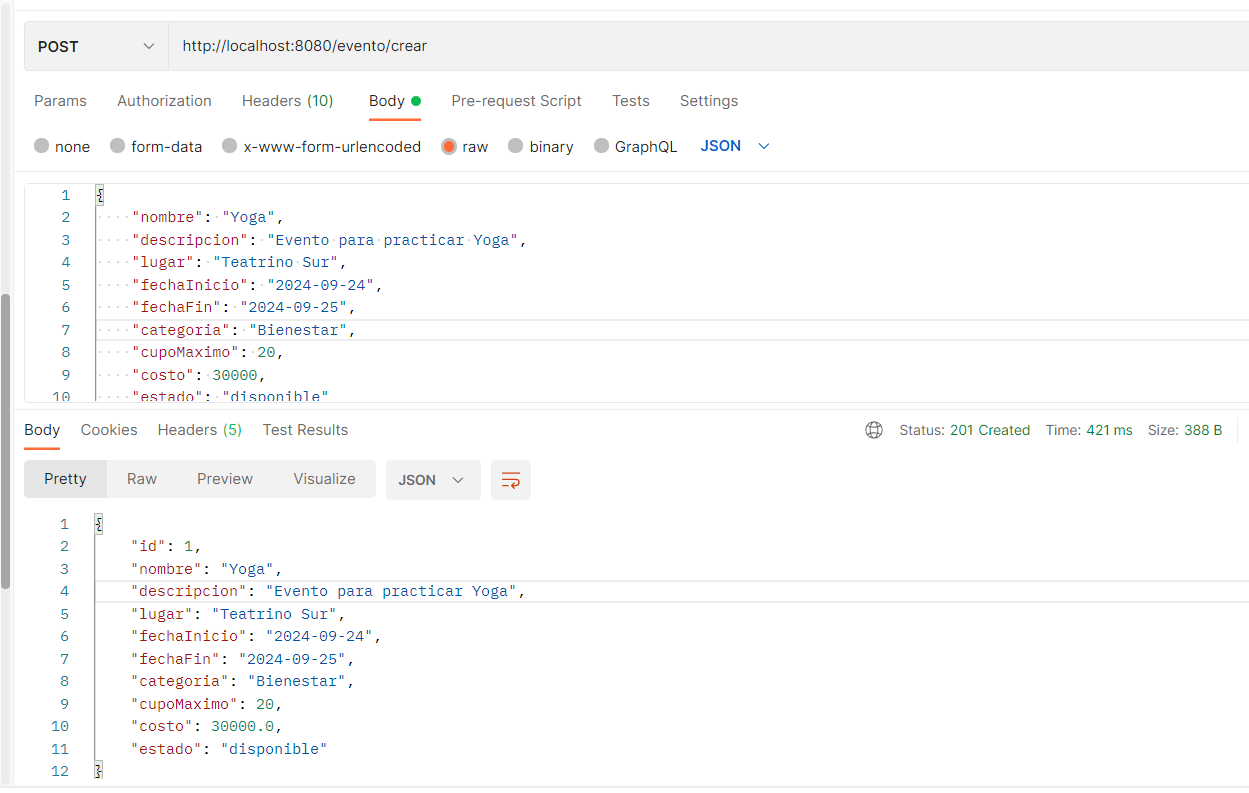 POST http://localhost:8080/evento/crear
Params Authorization Headers (10) Body Pre-request Script Tests Settings
none form-data x-www-form-urlencoded raw binary GraphQL JSON
1 {
2 "nombre": "Yoga",
3 "descripcion": "Evento para practicar Yoga",
4 "lugar": "Teatrino Sur",
5 "fechaInicio": "2024-09-24",
6 "fechaFin": "2024-09-25",
7 "categoria": "Bienestar",
8 "cupoMaximo": 20,
9 "costo": 30000,
10 "estado": "disponible"
Body Cookies Headers (5) Test Results Status: 201 Created Time: 421 ms Size: 388 B
Pretty Raw Preview Visualize JSON
1 {
2 "id": 1,
3 "nombre": "Yoga",
4 "descripcion": "Evento para practicar Yoga",
5 "lugar": "Teatrino Sur",
6 "fechaInicio": "2024-09-24",
7 "fechaFin": "2024-09-25",
8 "categoria": "Bienestar",
9 "cupoMaximo": 20,
10 "costo": 30000.0,
11 "estado": "disponible"
12 }